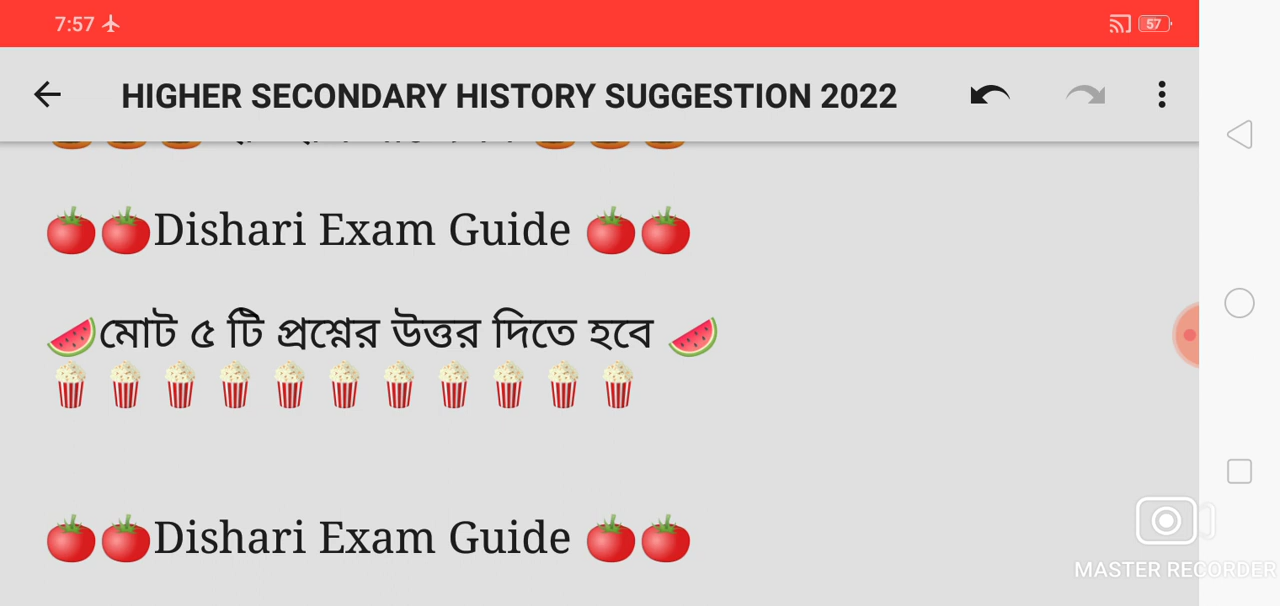 7:57
57
HIGHER SECONDARY HISTORY SUGGESTION 2022
🍅🍅Dishari Exam Guide 🍅🍅
🍉মোট ৫ টি প্রশ্নের উত্তর দিতে হবে 🍉
🍿🍿🍿🍿🍿🍿🍿🍿🍿🍿🍿
🍅🍅Dishari Exam Guide 🍅🍅
MASTER RECORDER